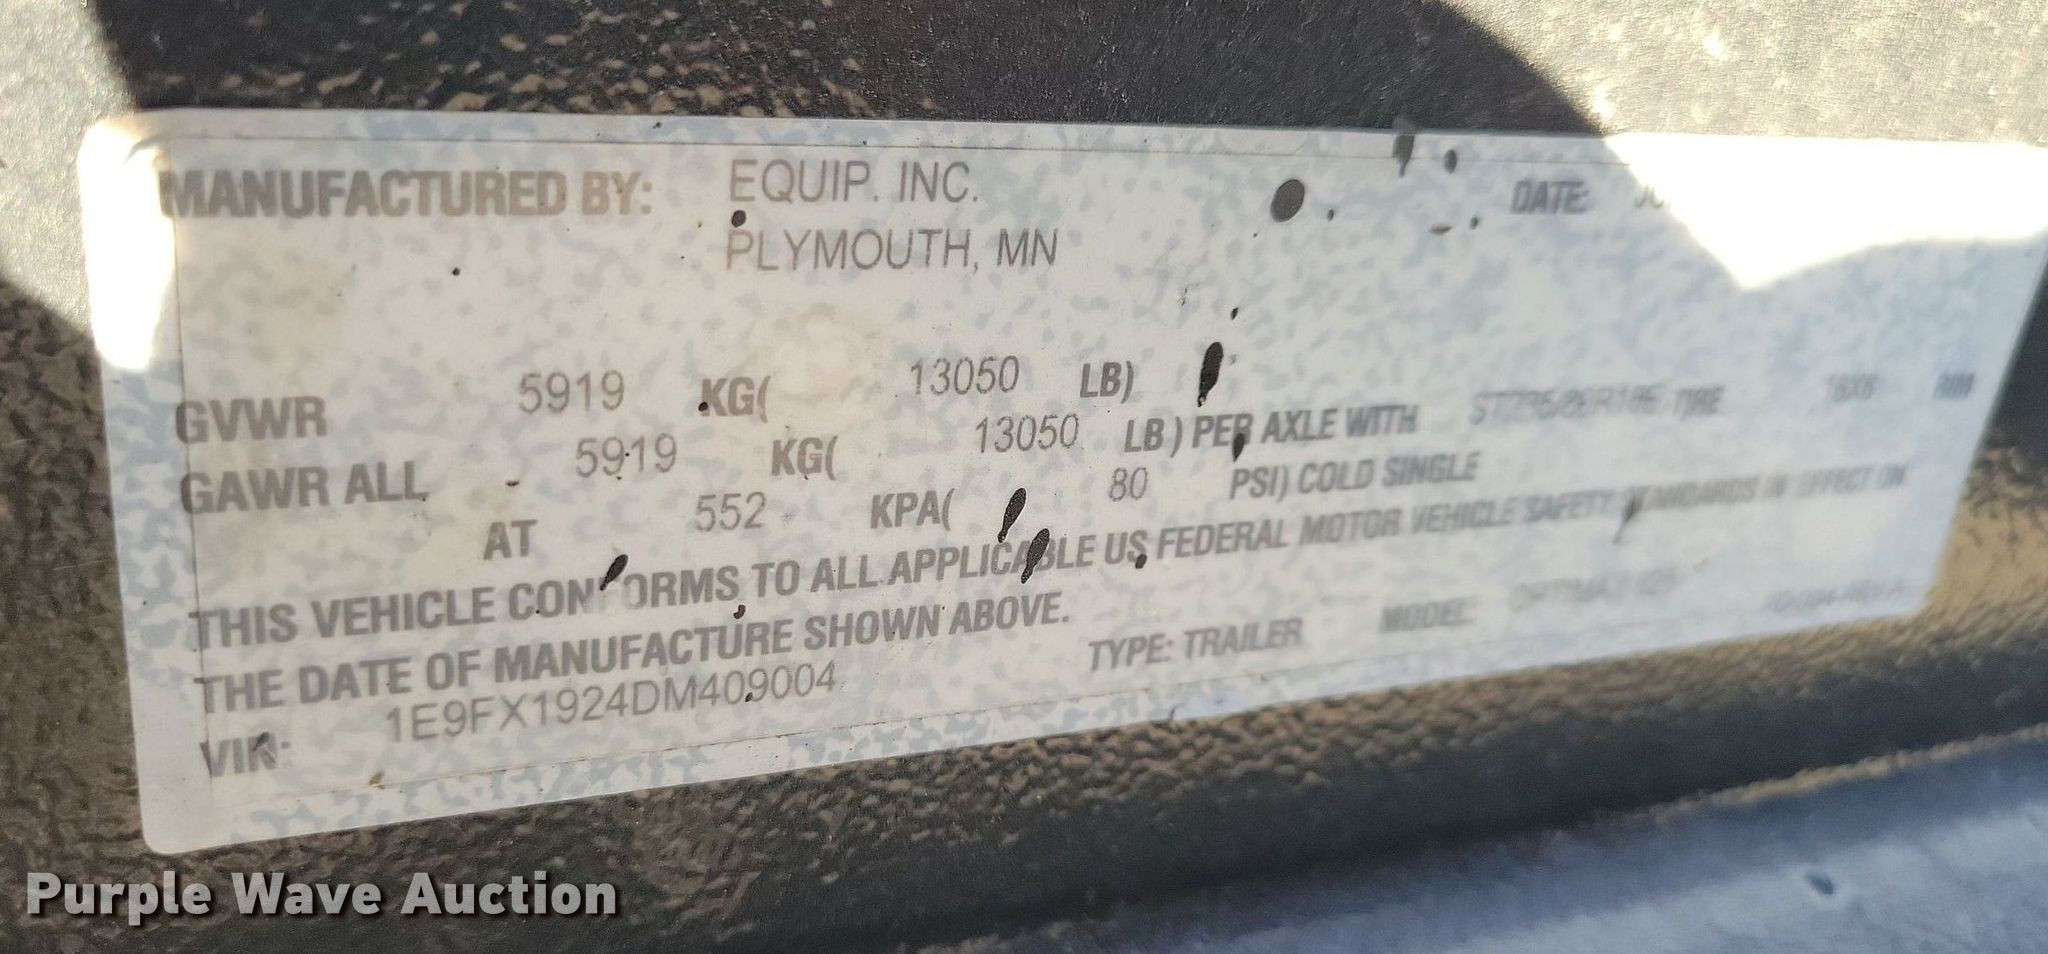 MANUFACTURED BY: EQUIP. INC. DATE:
PLYMOUTH, MN
GVWR 5919 KG( 13050 LB)
GAWR ALL 5919 KG( 13050 LB) PER AXLE WITH TIRE 16X6 RIM
AT 552 KPA( 80 PSI) COLD SINGLE
THIS VEHICLE CONFORMS TO ALL APPLICABLE US FEDERAL MOTOR VEHICLE SAFETY STANDARDS IN EFFECT ON
THE DATE OF MANUFACTURE SHOWN ABOVE.
VIN: 1E9FX1924DM409004 TYPE: TRAILER MODEL
Purple Wave Auction